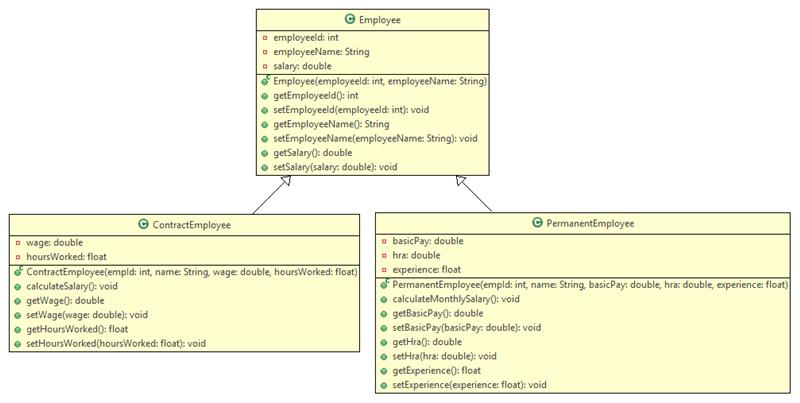 Employee
employeeId: int
employeeName: String
salary: double
Employee(employeeId: int, employeeName: String)
getEmployeeId(): int
setEmployeeId(employeeId: int): void
getEmployeeName(): String
setEmployeeName(employeeName: String): void
getSalary(): double
setSalary(salary: double): void
ContractEmployee
wage: double
hoursWorked: float
ContractEmployee(empId: int, name: String, wage: double, hoursWorked: float)
calculateSalary(): void
getWage(): double
setWage(wage: double): void
getHoursWorked(): float
setHoursWorked(hoursWorked: float): void
PermanentEmployee
basicPay: double
hra: double
experience: float
PermanentEmployee(empId: int, name: String, basicPay: double, hra: double, experience: float)
calculateMonthlySalary(): void
getBasicPay(): double
setBasicPay(basicPay: double): void
getHra(): double
setHra(hra: double): void
getExperience(): float
setExperience(experience: float): void